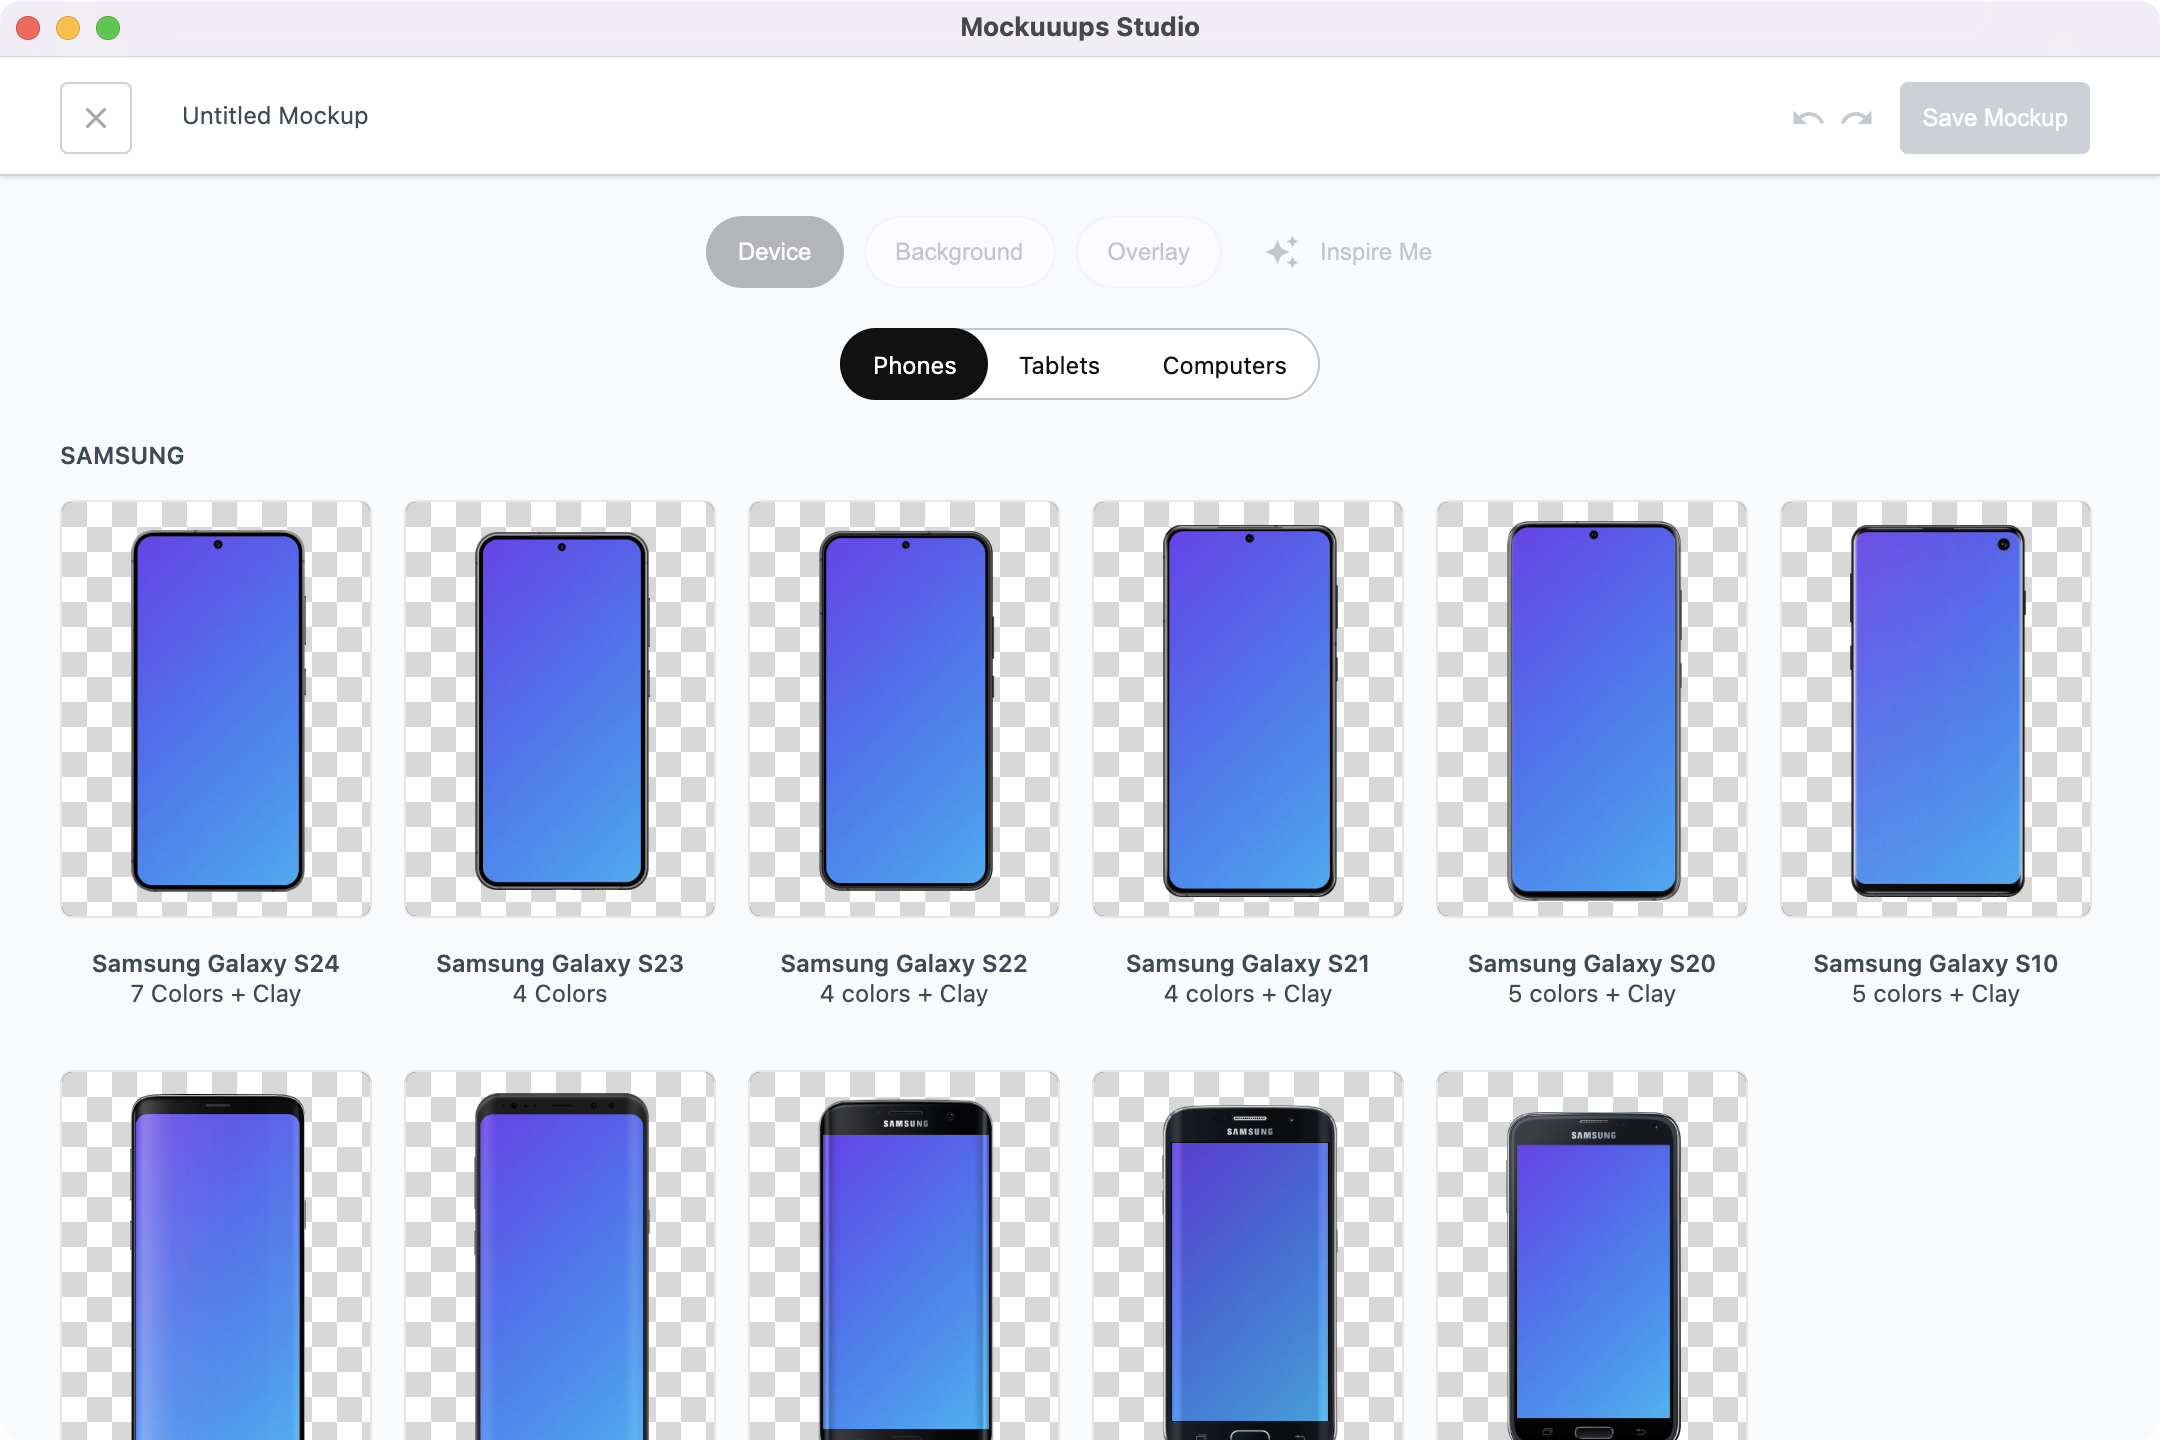 Mockuuups Studio
Untitled Mockup
Save Mockup
Device
Background
Overlay
Inspire Me
Phones
Tablets
Computers
SAMSUNG
Samsung Galaxy S24
7 Colors + Clay
Samsung Galaxy S23
4 Colors
Samsung Galaxy S22
4 colors + Clay
Samsung Galaxy S21
4 colors + Clay
Samsung Galaxy S20
5 colors + Clay
Samsung Galaxy S10
5 colors + Clay
SAMSUNG
SAMSUNG
SAMSUNG